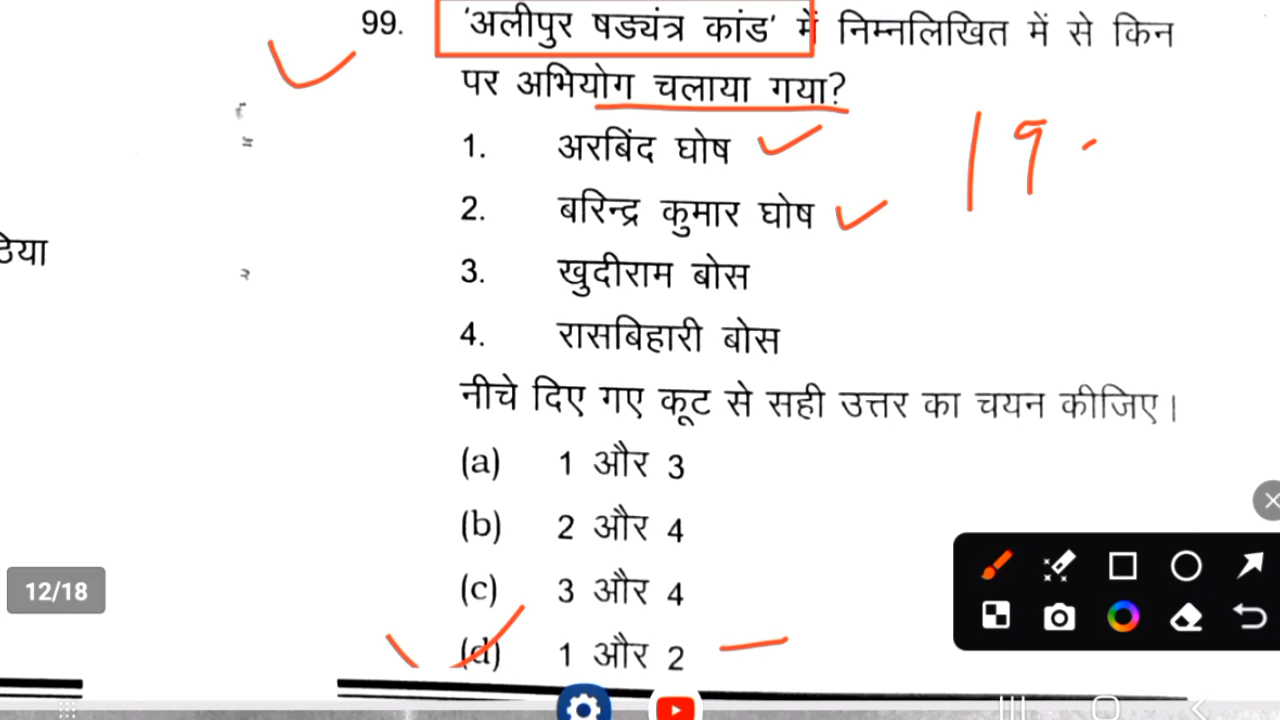 99. 'अलीपुर षड्यंत्र कांड' में निम्नलिखित में से किन
पर अभियोग चलाया गया?
1. अरबिंद घोष
2. बरिन्द्र कुमार घोष
3. खुदीराम बोस
4. रासबिहारी बोस
नीचे दिए गए कूट से सही उत्तर का चयन कीजिए।
(a) 1 और 3
(b) 2 और 4
(c) 3 और 4
(d) 1 और 2
19
12/18